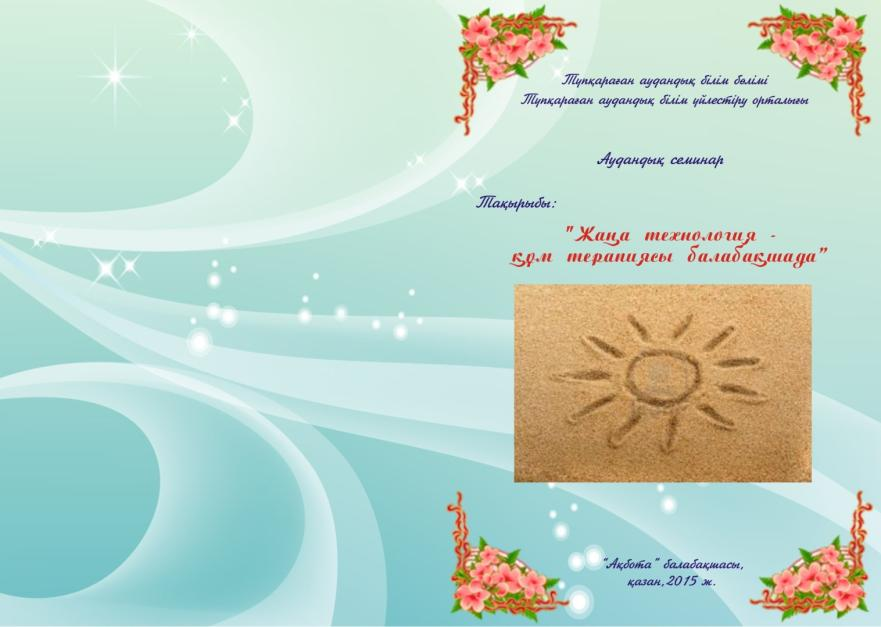 Түпқараған аудандық білім бөлімі
Түпқараған аудандық білім үйлестіру орталығы
Аудандық семинар
Тақырыбы:
"Жаңа технология -
құм терапиясы балабақшада”
“Ақбота” балабақшасы,
қазан,2015 ж.